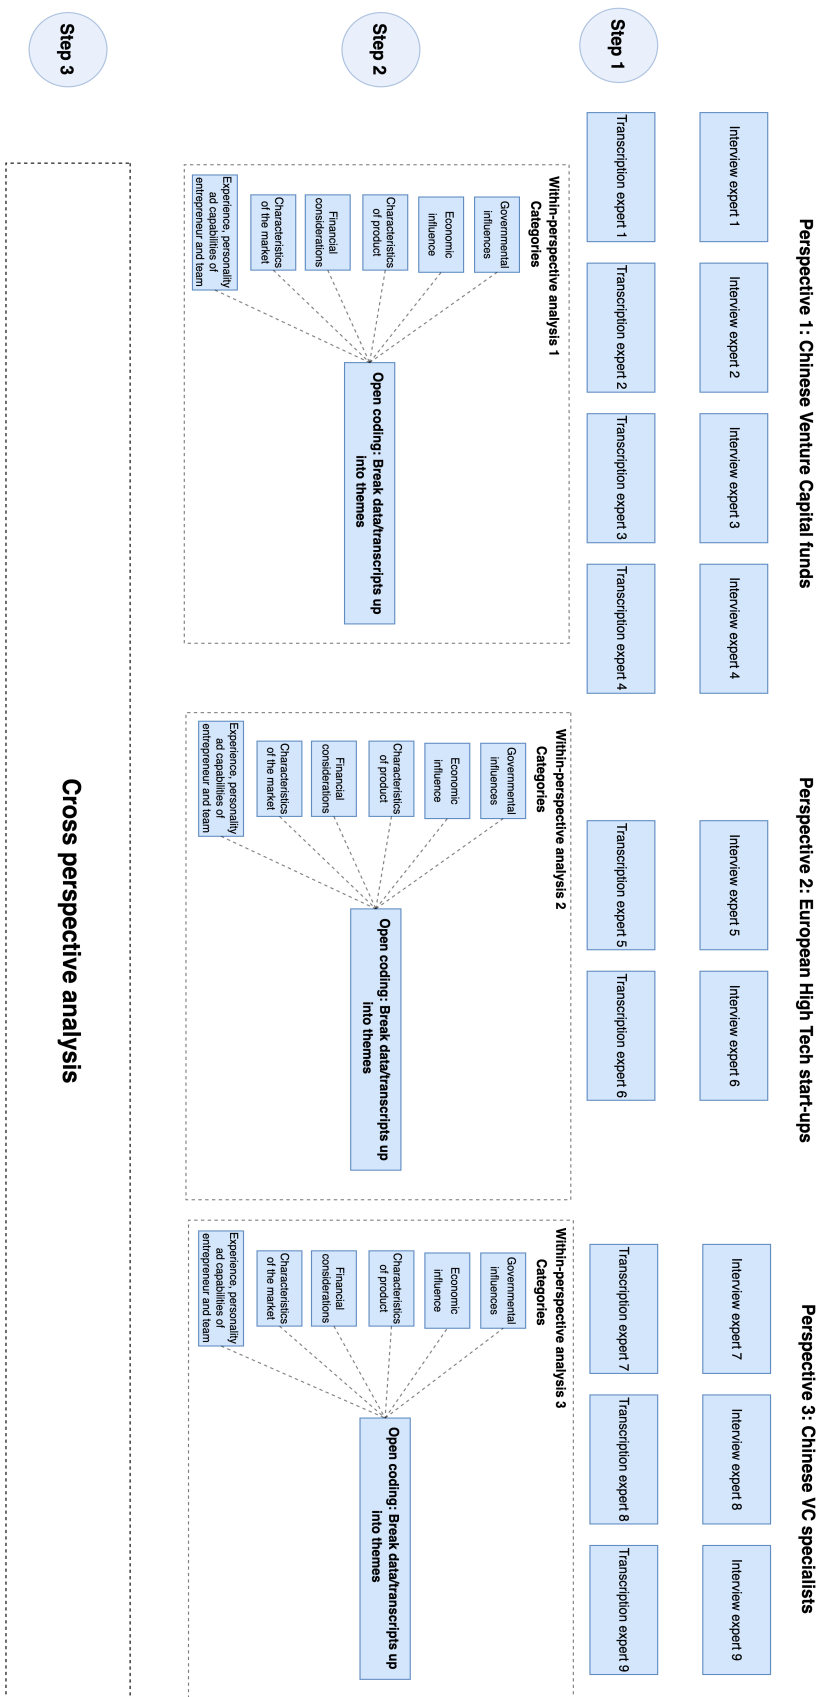 Perspective 1: Chinese Venture Capital funds
Perspective 2: European High Tech start-ups
Perspective 3: Chinese VC specialists
Step 1
Interview expert 1
Interview expert 2
Interview expert 3
Interview expert 4
Interview expert 5
Interview expert 6
Interview expert 7
Interview expert 8
Interview expert 9
Transcription expert 1
Transcription expert 2
Transcription expert 3
Transcription expert 4
Transcription expert 5
Transcription expert 6
Transcription expert 7
Transcription expert 8
Transcription expert 9
Step 2
Within-perspective analysis 1
Categories
Governmental
influences
Economic
influence
Characteristics
of product
Financial
considerations
Characteristics
of the market
Experience, personality
ad capabilities of
entrepreneur and team
Open coding: Break data/transcripts up
into themes
Within-perspective analysis 2
Categories
Governmental
influences
Economic
influence
Characteristics
of product
Financial
considerations
Characteristics
of the market
Experience, personality
ad capabilities of
entrepreneur and team
Open coding: Break data/transcripts up
into themes
Within-perspective analysis 3
Categories
Governmental
influences
Economic
influence
Characteristics
of product
Financial
considerations
Characteristics
of the market
Experience, personality
ad capabilities of
entrepreneur and team
Open coding: Break data/transcripts up
into themes
Step 3
Cross perspective analysis